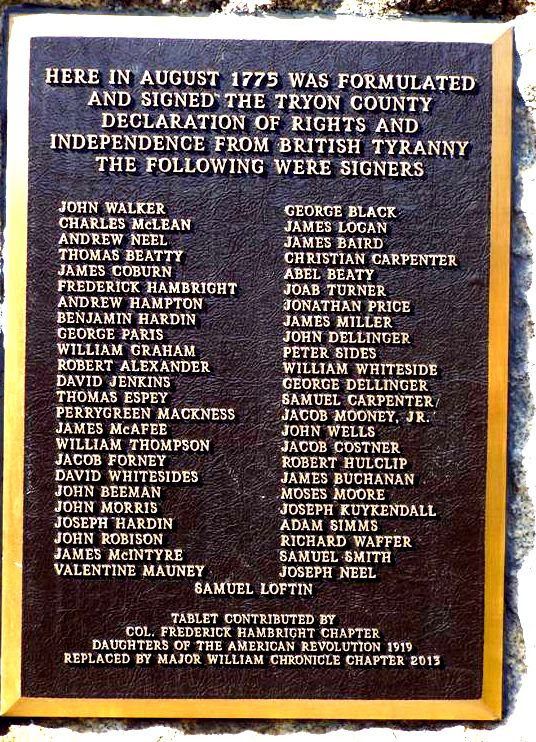 HERE IN AUGUST 1775 WAS FORMULATED
AND SIGNED THE TRYON COUNTY
DECLARATION OF RIGHTS AND
INDEPENDENCE FROM BRITISH TYRANNY
THE FOLLOWING WERE SIGNERS
JOHN WALKER
CHARLES McLEAN
ANDREW NEEL
THOMAS BEATTY
JAMES COBURN
FREDERICK HAMBRIGHT
ANDREW HAMPTON
BENJAMIN HARDIN
GEORGE PARIS
WILLIAM GRAHAM
ROBERT ALEXANDER
DAVID JENKINS
THOMAS ESPEY
PERRYGREEN MACKNESS
JAMES McAFEE
WILLIAM THOMPSON
JACOB FORNEY
DAVID WHITESIDES
JOHN BEEMAN
JOHN MORRIS
JOSEPH HARDIN
JOHN ROBISON
JAMES McINTYRE
VALENTINE MAUNEY
GEORGE BLACK
JAMES LOGAN
JAMES BAIRD
CHRISTIAN CARPENTER
ABEL BEATY
JOAB TURNER
JONATHAN PRICE
JAMES MILLER
JOHN DELLINGER
PETER SIDES
WILLIAM WHITESIDE
GEORGE DELLINGER
SAMUEL CARPENTER
JACOB MOONEY, JR.
JOHN WELLS
JACOB COSTNER
ROBERT HULCLIP
JAMES BUCHANAN
MOSES MOORE
JOSEPH KUYKENDALL
ADAM SIMMS
RICHARD WAFFER
SAMUEL SMITH
JOSEPH NEEL
SAMUEL LOFTIN
TABLET CONTRIBUTED BY
COL. FREDERICK HAMBRIGHT CHAPTER
DAUGHTERS OF THE AMERICAN REVOLUTION 1919
REPLACED BY MAJOR WILLIAM CHRONICLE CHAPTER 2013